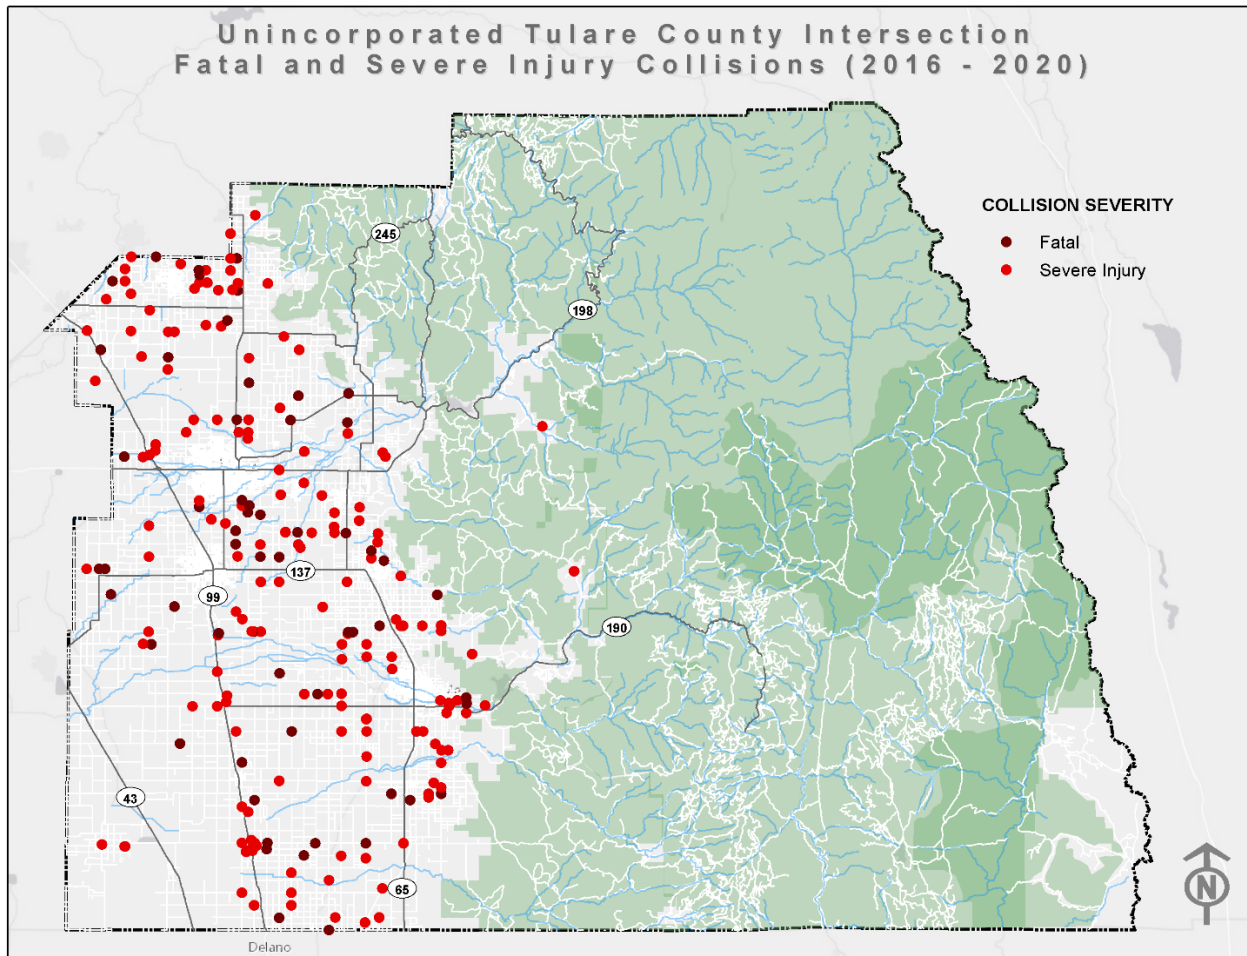 Unincorporated Tulare County Intersection
Fatal and Severe Injury Collisions (2016 - 2020)
COLLISION SEVERITY
Fatal
Severe Injury
245
198
137
99
190
43
65
N
Delano